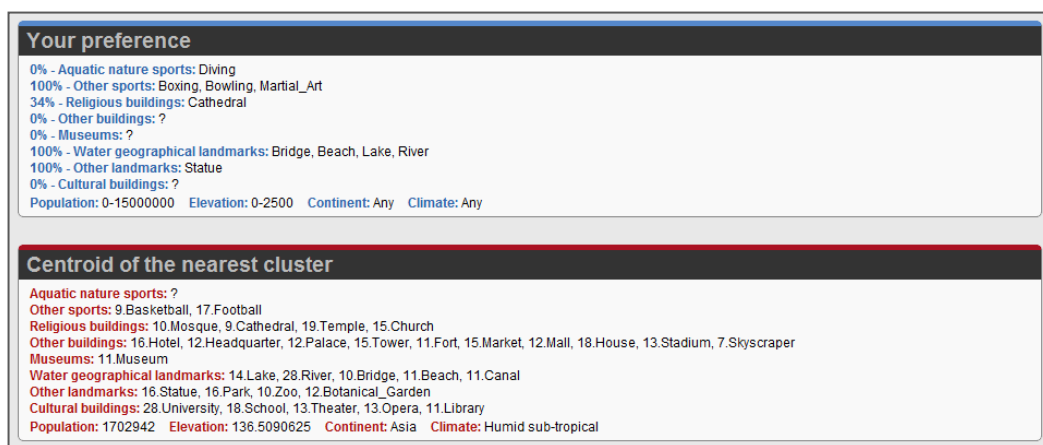 Your preference
0% - Aquatic nature sports: Diving
100% - Other sports: Boxing, Bowling, Martial_Art
34% - Religious buildings: Cathedral
0% - Other buildings: ?
0% - Museums: ?
100% - Water geographical landmarks: Bridge, Beach, Lake, River
100% - Other landmarks: Statue
0% - Cultural buildings: ?
Population: 0-15000000 Elevation: 0-2500 Continent: Any Climate: Any
Centroid of the nearest cluster
Aquatic nature sports: ?
Other sports: 9.Basketball, 17.Football
Religious buildings: 10.Mosque, 9.Cathedral, 19.Temple, 15.Church
Other buildings: 16.Hotel, 12.Headquarter, 12.Palace, 15.Tower, 11.Fort, 15.Market, 12.Mall, 18.House, 13.Stadium, 7.Skyscraper
Museums: 11.Museum
Water geographical landmarks: 14.Lake, 28.River, 10.Bridge, 11.Beach, 11.Canal
Other landmarks: 16.Statue, 16.Park, 10.Zoo, 12.Botanical_Garden
Cultural buildings: 28.University, 18.School, 13.Theater, 13.Opera, 11.Library
Population: 1702942 Elevation: 136.5090625 Continent: Asia Climate: Humid sub-tropical